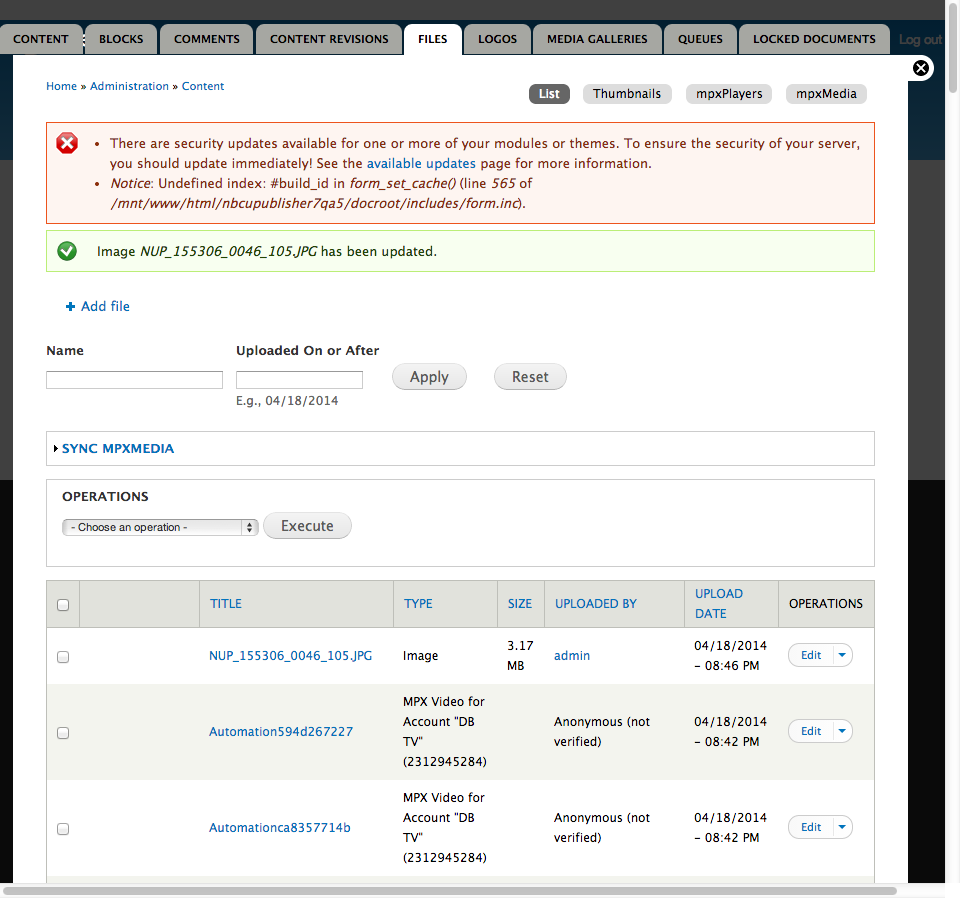 CONTENT BLOCKS COMMENTS CONTENT REVISIONS FILES LOGOS MEDIA GALLERIES QUEUES LOCKED DOCUMENTS Log out
Home » Administration » Content
List Thumbnails mpxPlayers mpxMedia
• There are security updates available for one or more of your modules or themes. To ensure the security of your server,
you should update immediately! See the available updates page for more information.
• Notice: Undefined index: #build_id in form_set_cache() (line 565 of
/mnt/www/html/nbcupublisher7qa5/docroot/includes/form.inc).
Image NUP_155306_0046_105.JPG has been updated.
+ Add file
Name Uploaded On or After
Apply Reset
E.g., 04/18/2014
SYNC MPXMEDIA
OPERATIONS
- Choose an operation - Execute
TITLE TYPE SIZE UPLOADED BY UPLOAD
DATE OPERATIONS
NUP_155306_0046_105.JPG Image 3.17
MB admin 04/18/2014
– 08:46 PM Edit
Automation594d267227 MPX Video for
Account "DB
TV"
(2312945284) Anonymous (not
verified) 04/18/2014
– 08:42 PM Edit
Automationca8357714b MPX Video for
Account "DB
TV"
(2312945284) Anonymous (not
verified) 04/18/2014
– 08:42 PM Edit